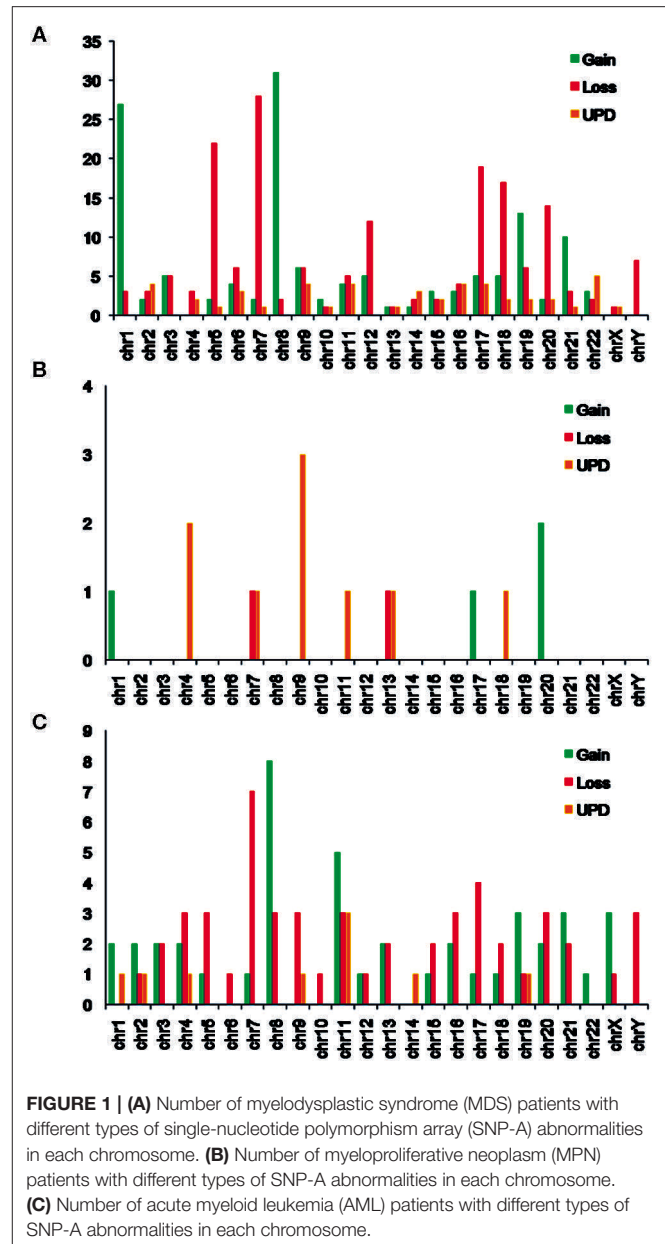 A
35
30
25
20
15
10
5
0
Gain
Loss
UPD
chr1
chr2
chr3
chr4
chr5
chr6
chr7
chr8
chr9
chr10
chr11
chr12
chr13
chr14
chr15
chr16
chr17
chr18
chr19
chr20
chr21
chr22
chrX
chrY
B
4
3
2
1
0
Gain
Loss
UPD
chr1
chr2
chr3
chr4
chr5
chr6
chr7
chr8
chr9
chr10
chr11
chr12
chr13
chr14
chr15
chr16
chr17
chr18
chr19
chr20
chr21
chr22
chrX
chrY
C
9
8
7
6
5
4
3
2
1
0
Gain
Loss
UPD
chr1
chr2
chr3
chr4
chr5
chr6
chr7
chr8
chr9
chr10
chr11
chr12
chr13
chr14
chr15
chr16
chr17
chr18
chr19
chr20
chr21
chr22
chrX
chrY
FIGURE 1 | (A) Number of myelodysplastic syndrome (MDS) patients with
different types of single-nucleotide polymorphism array (SNP-A) abnormalities
in each chromosome. (B) Number of myeloproliferative neoplasm (MPN)
patients with different types of SNP-A abnormalities in each chromosome.
(C) Number of acute myeloid leukemia (AML) patients with different types of
SNP-A abnormalities in each chromosome.